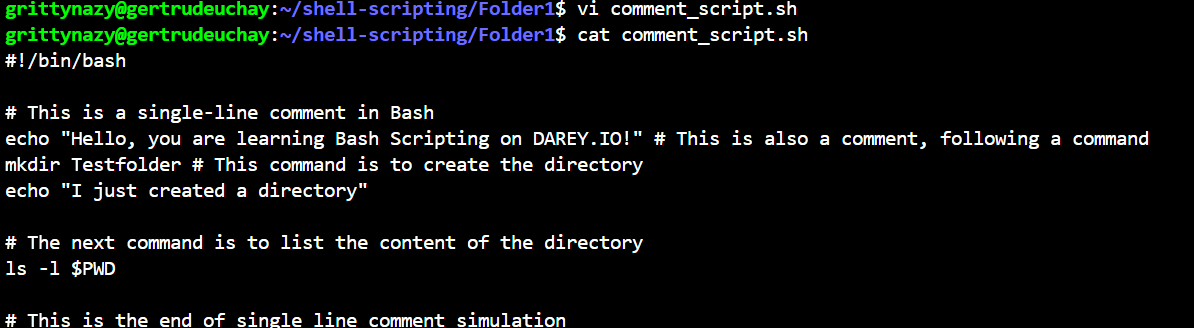 grittynazy@gertrudeuchay:~/shell-scripting/Folder1$ vi comment_script.sh
grittynazy@gertrudeuchay:~/shell-scripting/Folder1$ cat comment_script.sh
#!/bin/bash
# This is a single-line comment in Bash
echo "Hello, you are learning Bash Scripting on DAREY.IO!" # This is also a comment, following a command
mkdir Testfolder # This command is to create the directory
echo "I just created a directory"
# The next command is to list the content of the directory
ls -l $PWD
# This is the end of single line comment simulation